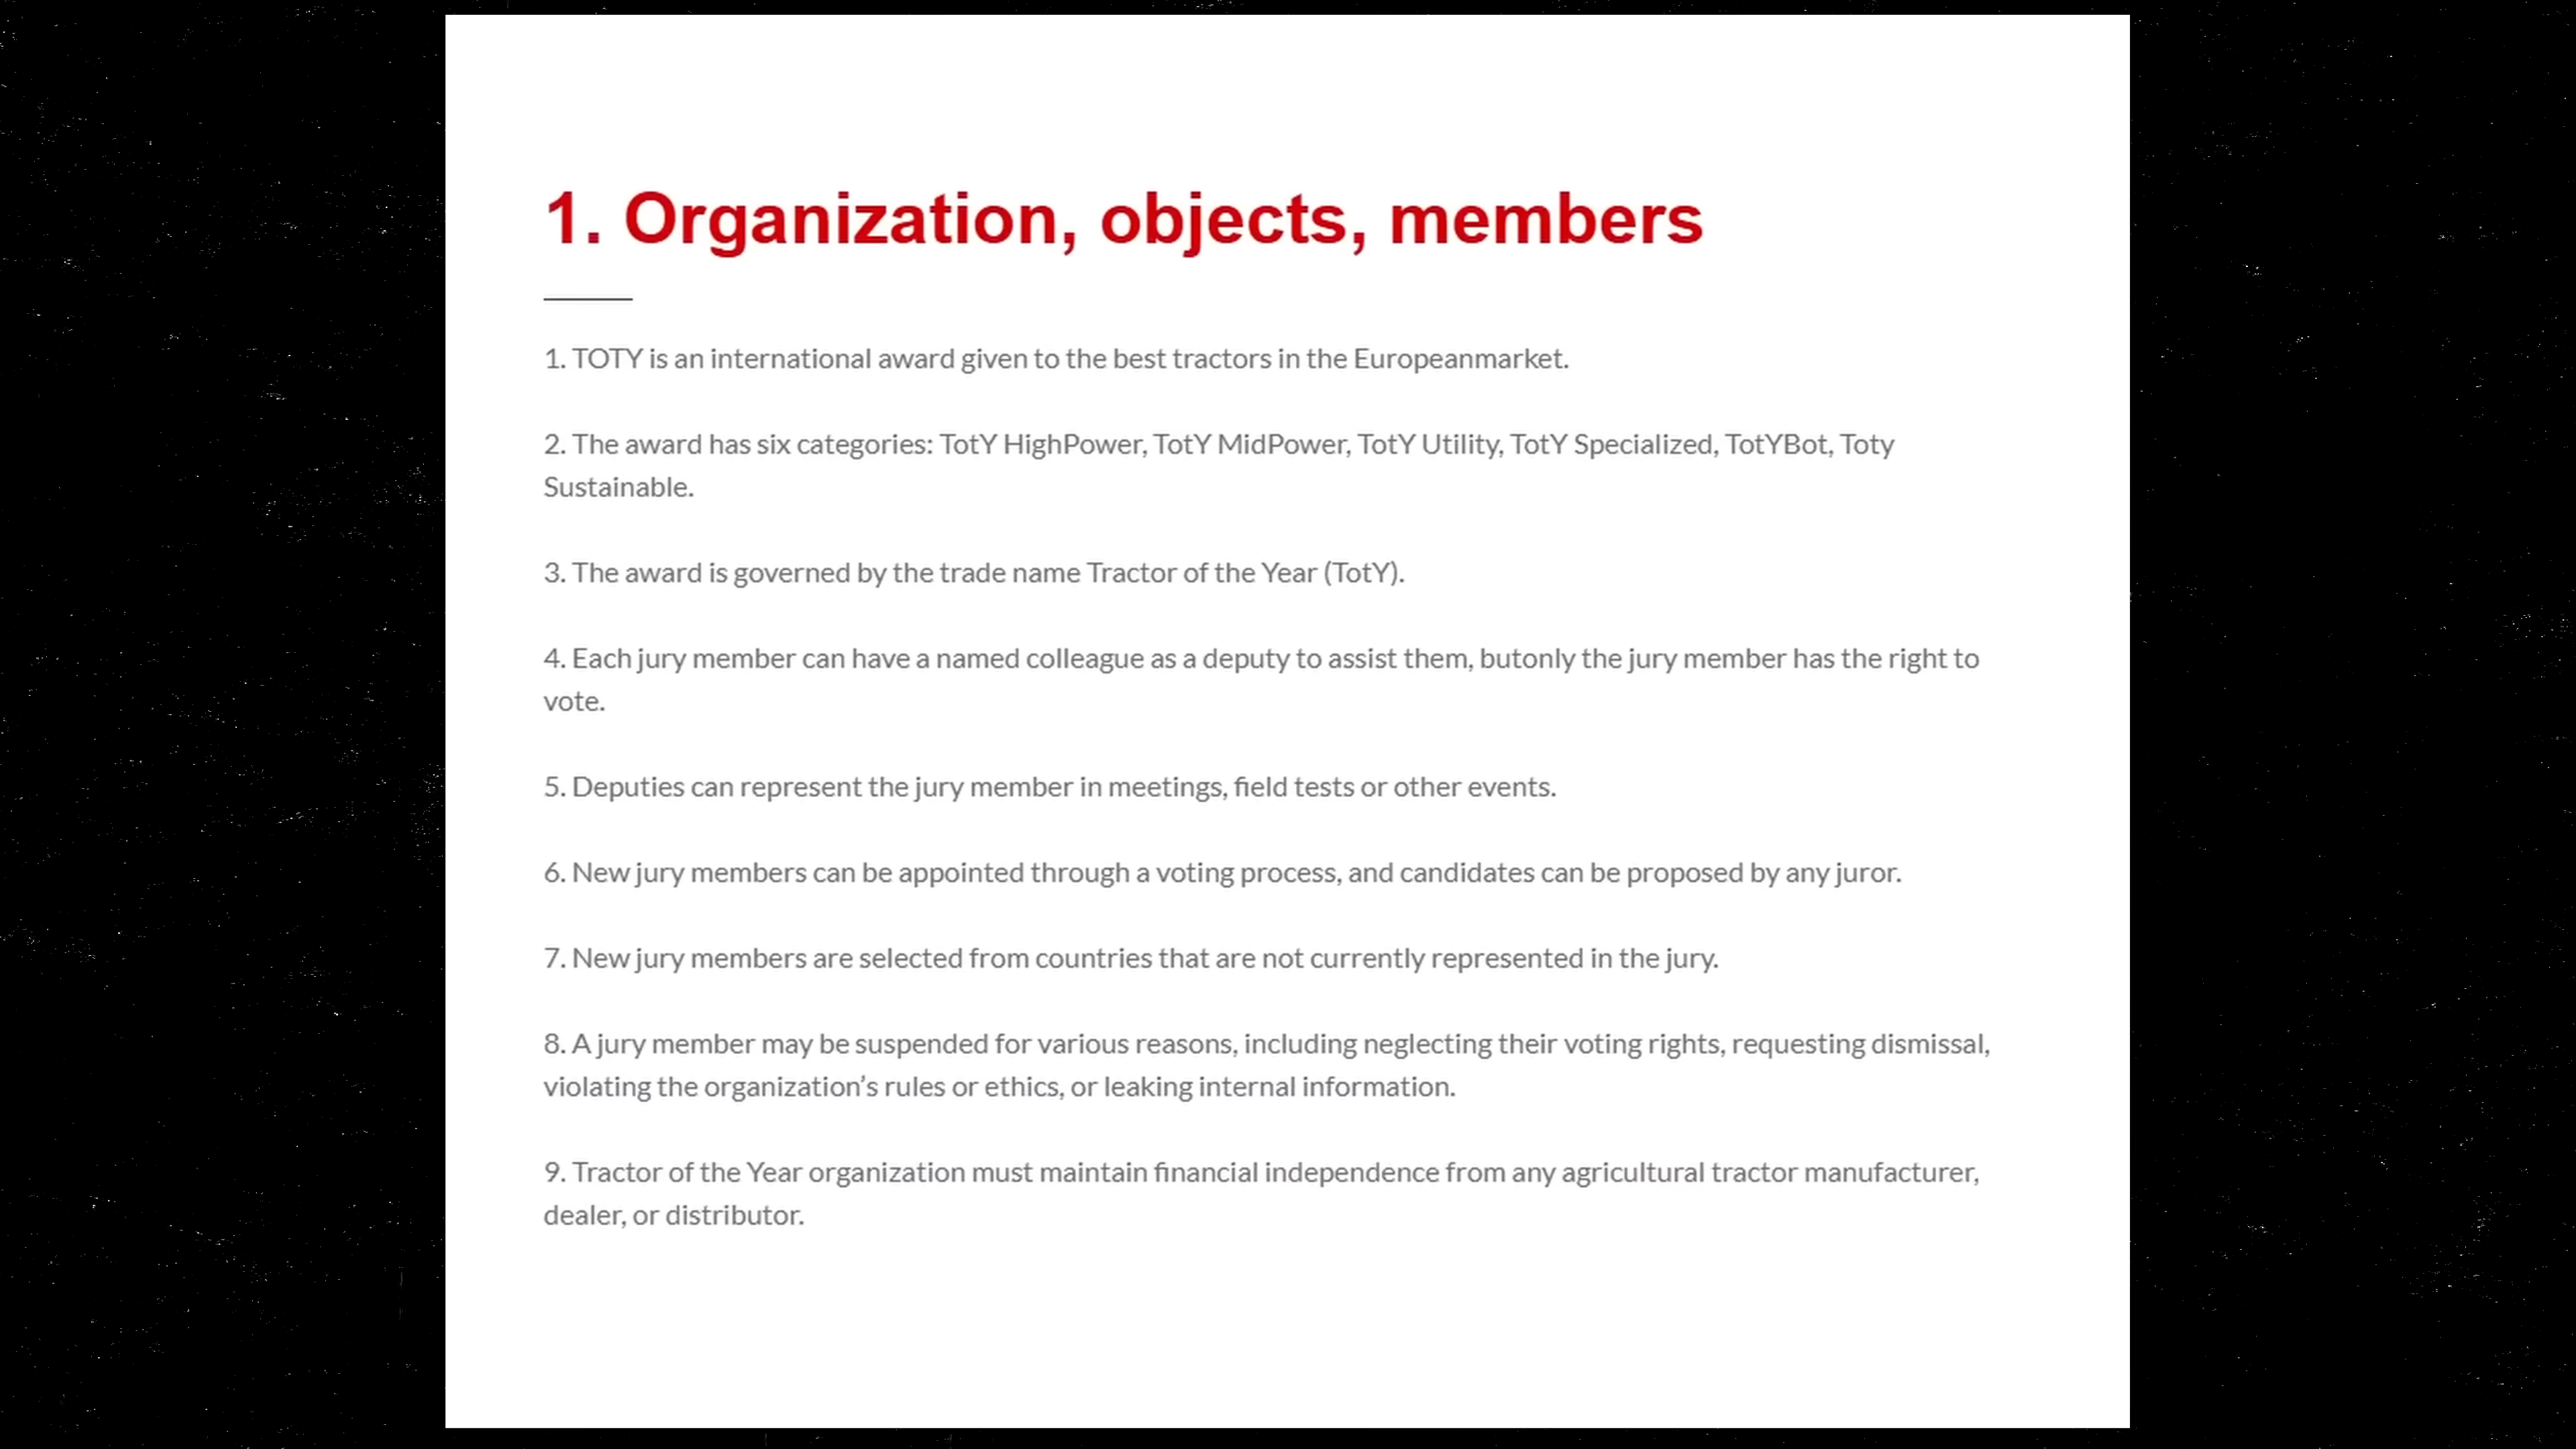 1. Organization, objects, members
1. TOTY is an international award given to the best tractors in the Europeanmarket.
2. The award has six categories: TotY HighPower, TotY MidPower, TotY Utility, TotY Specialized, TotYBot, Toty
Sustainable.
3. The award is governed by the trade name Tractor of the Year (TotY).
4. Each jury member can have a named colleague as a deputy to assist them, butonly the jury member has the right to
vote.
5. Deputies can represent the jury member in meetings, field tests or other events.
6. New jury members can be appointed through a voting process, and candidates can be proposed by any juror.
7. New jury members are selected from countries that are not currently represented in the jury.
8. A jury member may be suspended for various reasons, including neglecting their voting rights, requesting dismissal,
violating the organization’s rules or ethics, or leaking internal information.
9. Tractor of the Year organization must maintain financial independence from any agricultural tractor manufacturer,
dealer, or distributor.